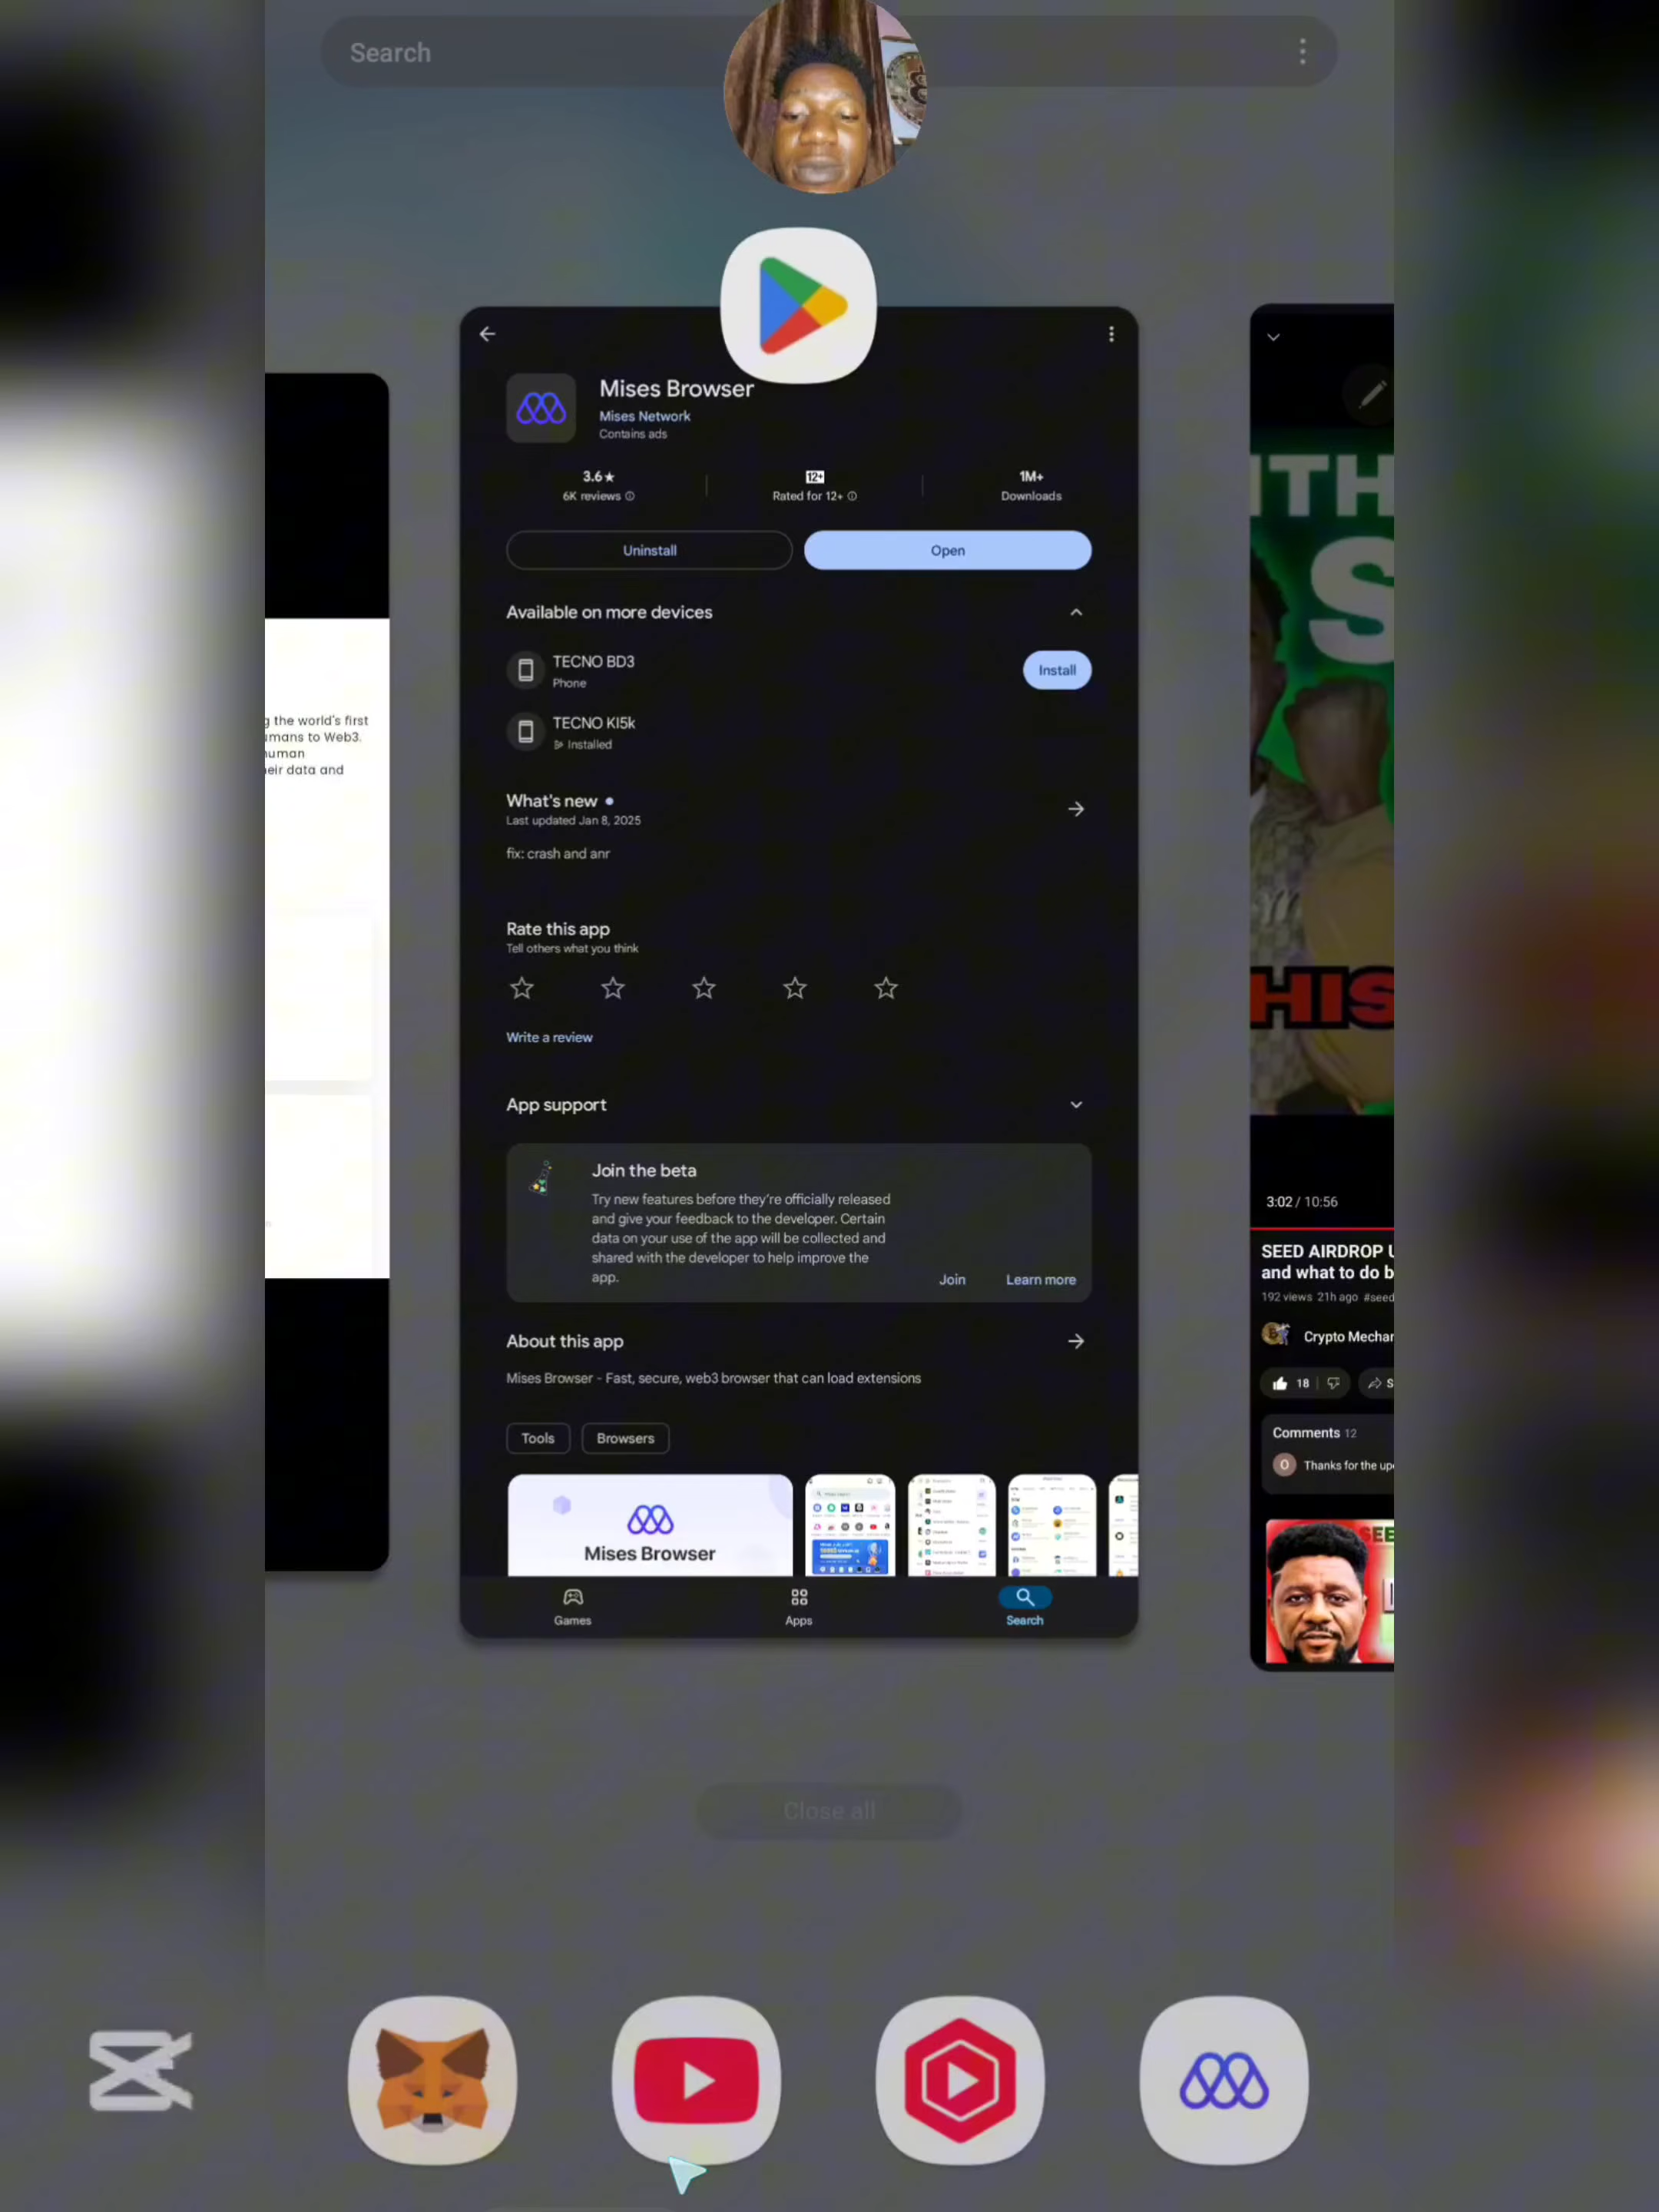 Search
Mises Browser
Mises Network
Contains ads
3.6★
6K reviews
12+
Rated for 12+
1M+
Downloads
Uninstall
Open
Available on more devices
TECNO BD3
Phone
Install
TECNO KI5k
Installed
What's new
Last updated Jan 8, 2025
fix: crash and anr
Rate this app
Tell others what you think
Write a review
App support
Join the beta
Try new features before they're officially released
and give your feedback to the developer. Certain
data on your use of the app will be collected and
shared with the developer to help improve the
app.
Join
Learn more
About this app
Mises Browser - Fast, secure, web3 browser that can load extensions
Tools
Browsers
Mises Browser
Games
Apps
Search
the world's first
to Web3.
data and
HIS
3:02 / 10:56
SEED AIRDROP
and what to do
192 views 21h ago #seed
Crypto
18
Comments 12
Thanks for the
Close all